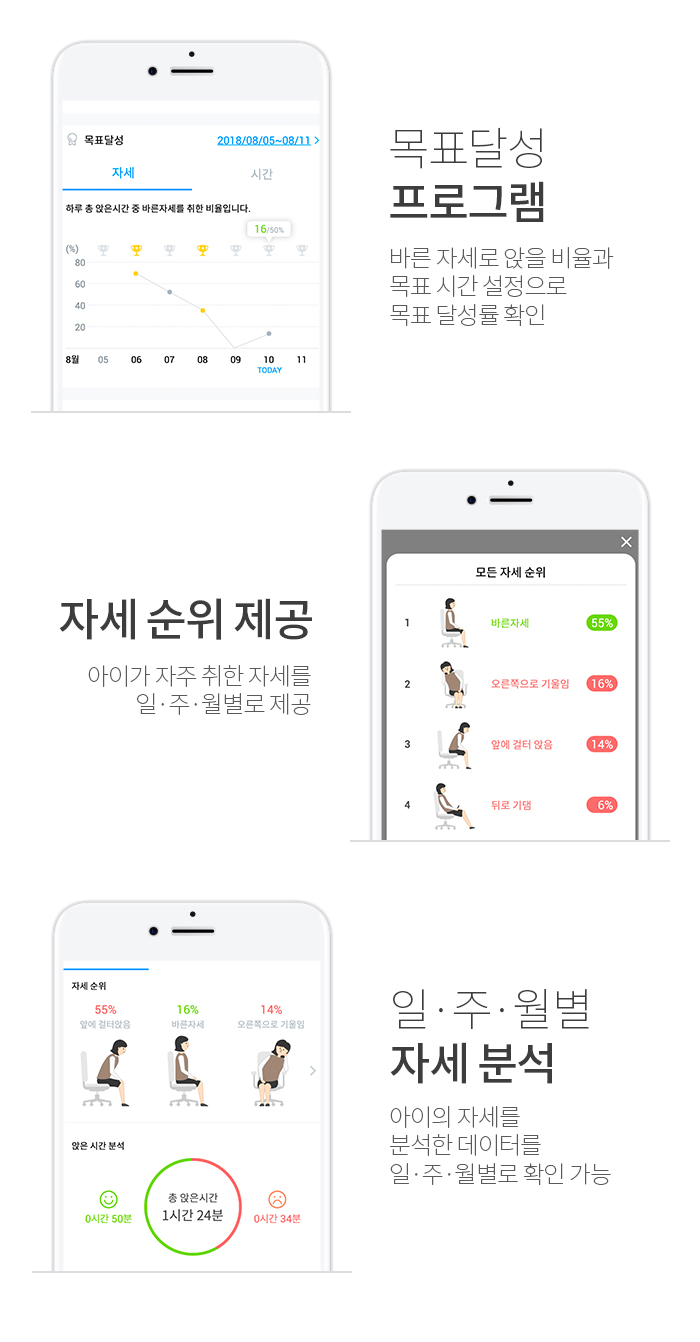 목표달성
2018/08/05~08/11 >
자세
시간
하루 총 앉은시간 중 바른자세를 취한 비율입니다.
16/50%
(%)
80
60
40
20
8월 05 06 07 08 09 10 11
TODAY
목표달성
프로그램
바른 자세로 앉을 비율과
목표 시간 설정으로
목표 달성률 확인
자세 순위 제공
아이가 자주 취한 자세를
일·주·월별로 제공
모든 자세 순위
1 바른자세 55%
2 오른쪽으로 기울임 16%
3 앞에 걸터 앉음 14%
4 뒤로 기댐 6%
자세 순위
55% 16% 14%
앞에 걸터앉음 바른자세 오른쪽으로 기울임
앉은 시간 분석
총 앉은시간
1시간 24분
0시간 50분
0시간 34분
일·주·월별
자세 분석
아이의 자세를
분석한 데이터를
일·주·월별로 확인 가능